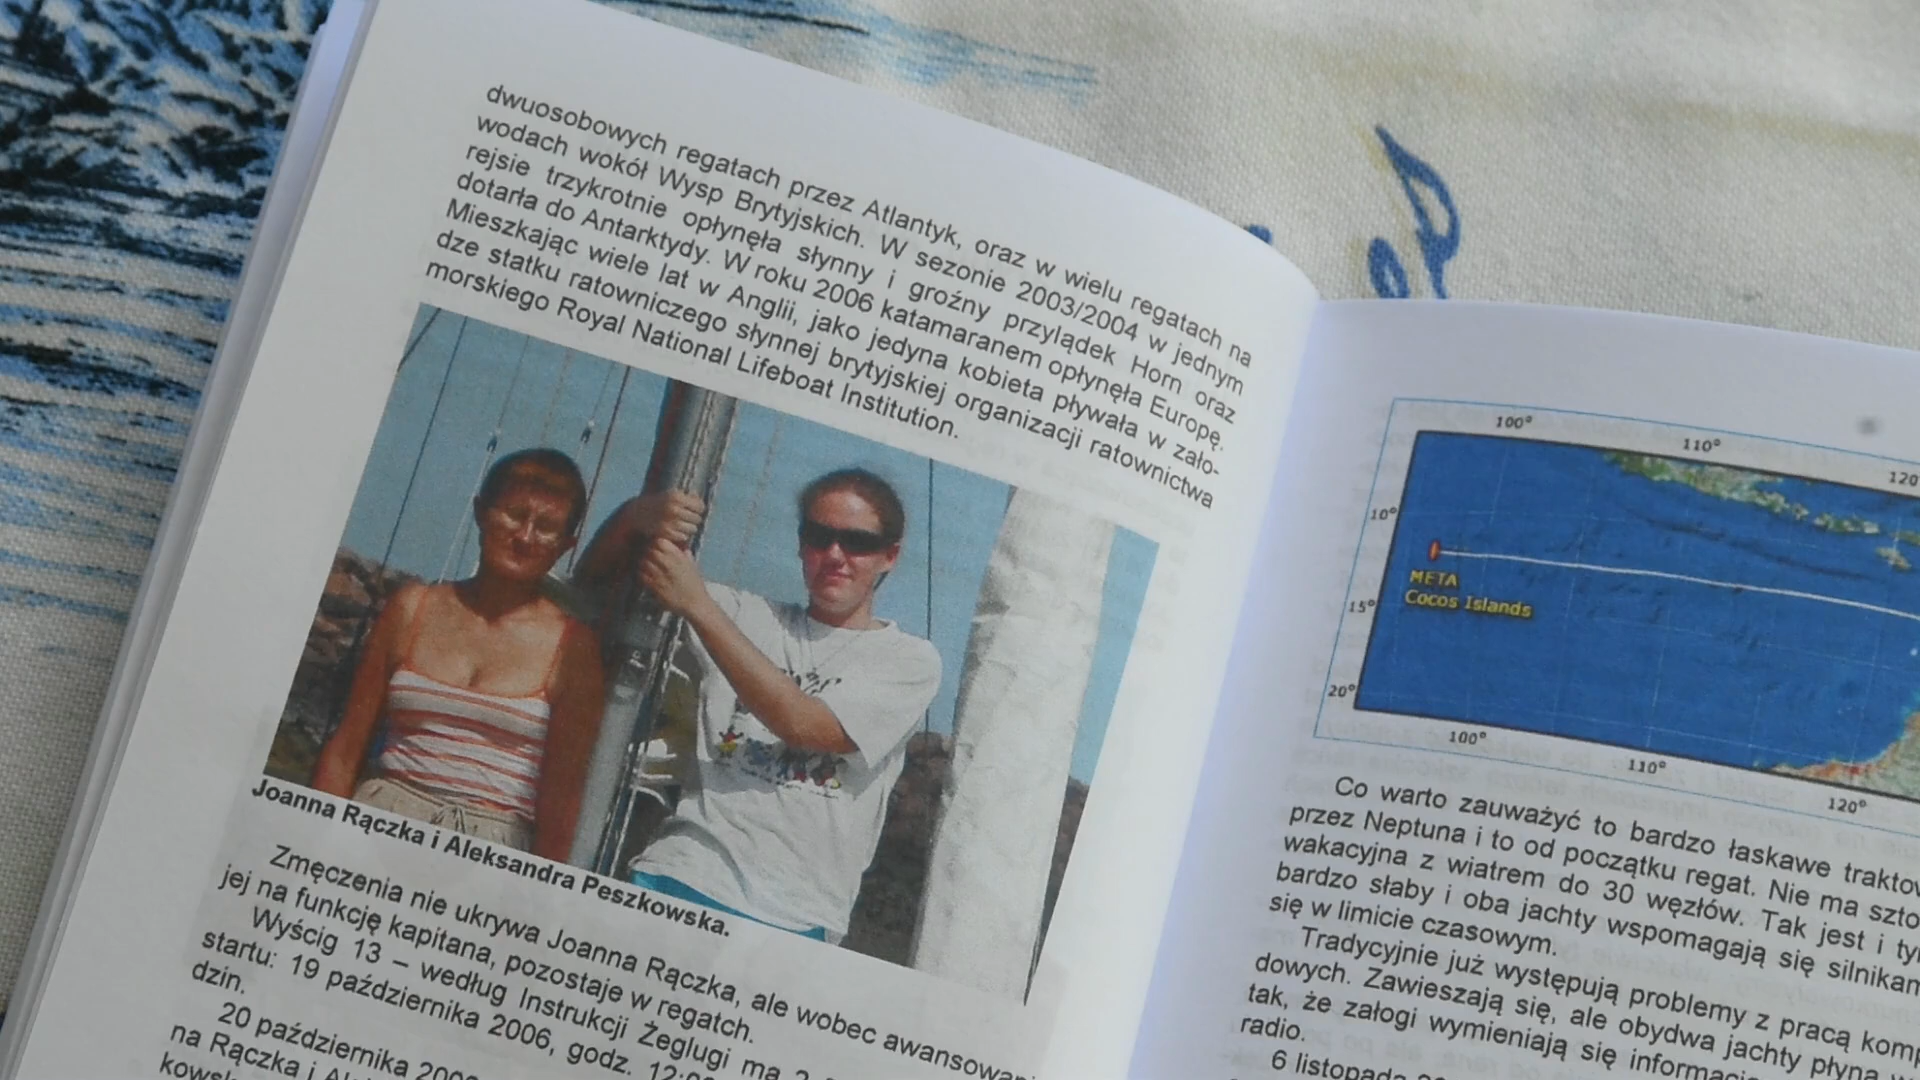 dwuosobowych regatach przez Atlantyk, oraz w wielu regatach na
wodach wokół Wysp Brytyjskich. W sezonie 2003/2004 w jednym
rejsie trzykrotnie opłynęła słynny i groźny przylądek Horn oraz
dotarła do Antarktydy. W roku 2006 katamaranem opłynęła Europę.
Mieszkając wiele lat w Anglii, jako jedyna kobieta pływała w zało-
dze statku ratowniczego słynnej brytyjskiej organizacji ratownictwa
morskiego Royal National Lifeboat Institution.
Joanna Rączka i Aleksandra Peszkowska.
Zmęczenia nie ukrywa Joanna Rączka, ale wobec awansowani
jej na funkcję kapitana, pozostaje w regatch.
Wyścig 13 – według Instrukcji Żeglugi ma 2
startu: 19 października 2006, godz. 12:0
dzin.
20 października 200
na Rączka i Al
kowsk
100° 110° 120°
10°
META
Cocos Islands
15°
20°
100° 110° 120°
Co warto zauważyć to bardzo łaskawe traktow
przez Neptuna i to od początku regat. Nie ma szto
wakacyjna z wiatrem do 30 węzłów. Tak jest i ty
bardzo słaby i oba jachty wspomagają się silnikam
się w limicie czasowym.
Tradycyjnie już występują problemy z pracą komp
dowych. Zawieszają się, ale obydwa jachty płyną w
tak, że załogi wymieniają się informac
radio.
6 listopada 20